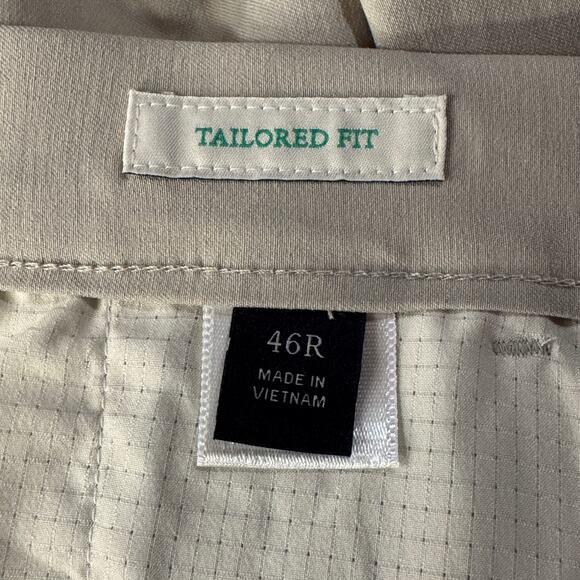 TAILORED FIT
46R
MADE IN
VIETNAM